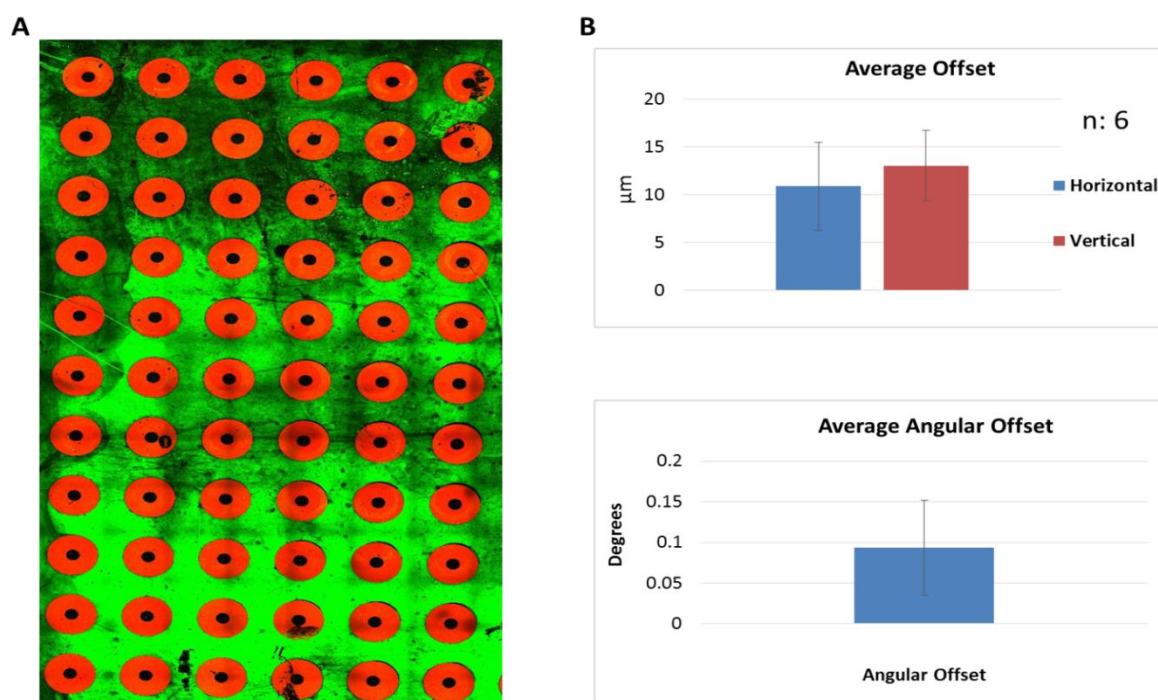 A
B
Average Offset
20
15
10
5
0
µm
n: 6
Horizontal
Vertical
Average Angular Offset
0.2
0.15
0.1
0.05
0
Degrees
Angular Offset